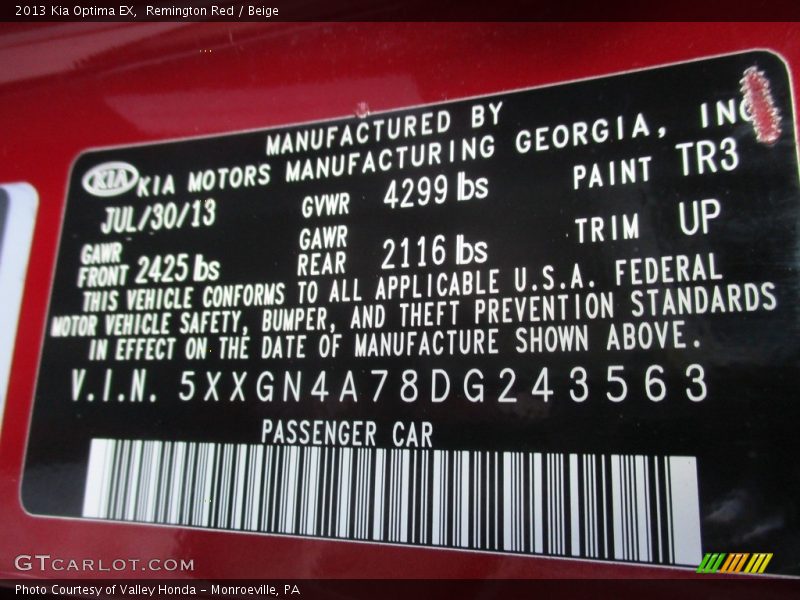 2013 Kia Optima EX,  Remington Red / Beige
MANUFACTURED BY
KIA KIA MOTORS MANUFACTURING GEORGIA, INC
JUL/30/13 GVWR 4299 lbs PAINT TR3
GAWR FRONT 2425 lbs GAWR REAR 2116 lbs TRIM UP
THIS VEHICLE CONFORMS TO ALL APPLICABLE U.S.A. FEDERAL
MOTOR VEHICLE SAFETY, BUMPER, AND THEFT PREVENTION STANDARDS
IN EFFECT ON THE DATE OF MANUFACTURE SHOWN ABOVE.
V.I.N. 5XXGN4A78DG243563
PASSENGER CAR
GTCARLOT.COM
Photo Courtesy of Valley Honda - Monroeville, PA